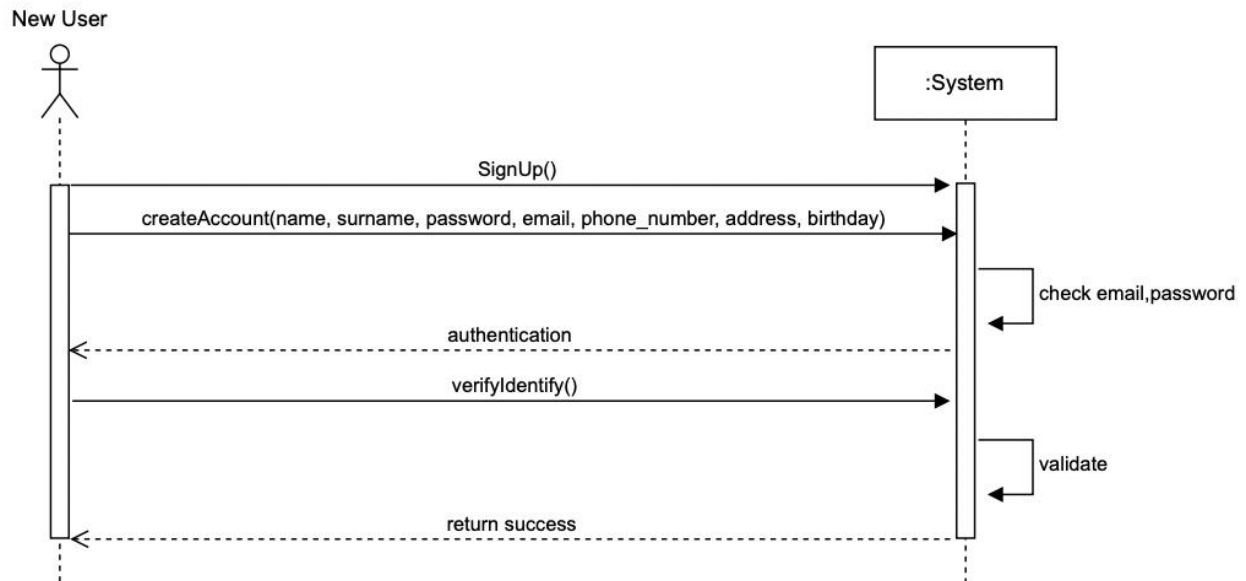 New User
:System
SignUp()
createAccount(name, surname, password, email, phone_number, address, birthday)
check email,password
authentication
verifyIdentify()
validate
return success